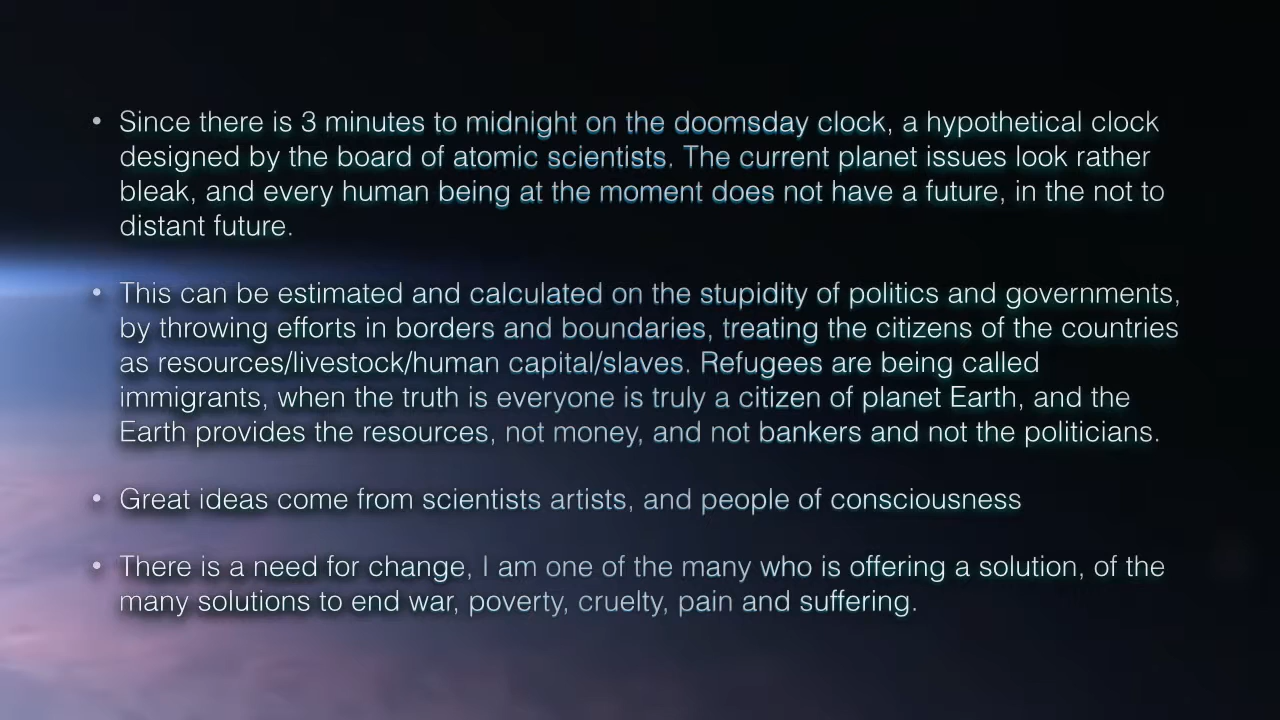 • Since there is 3 minutes to midnight on the doomsday clock, a hypothetical clock
designed by the board of atomic scientists. The current planet issues look rather
bleak, and every human being at the moment does not have a future, in the not to
distant future.
• This can be estimated and calculated on the stupidity of politics and governments,
by throwing efforts in borders and boundaries, treating the citizens of the countries
as resources/livestock/human capital/slaves. Refugees are being called
immigrants, when the truth is everyone is truly a citizen of planet Earth, and the
Earth provides the resources, not money, and not bankers and not the politicians.
• Great ideas come from scientists artists, and people of consciousness
• There is a need for change, I am one of the many who is offering a solution, of the
many solutions to end war, poverty, cruelty, pain and suffering.